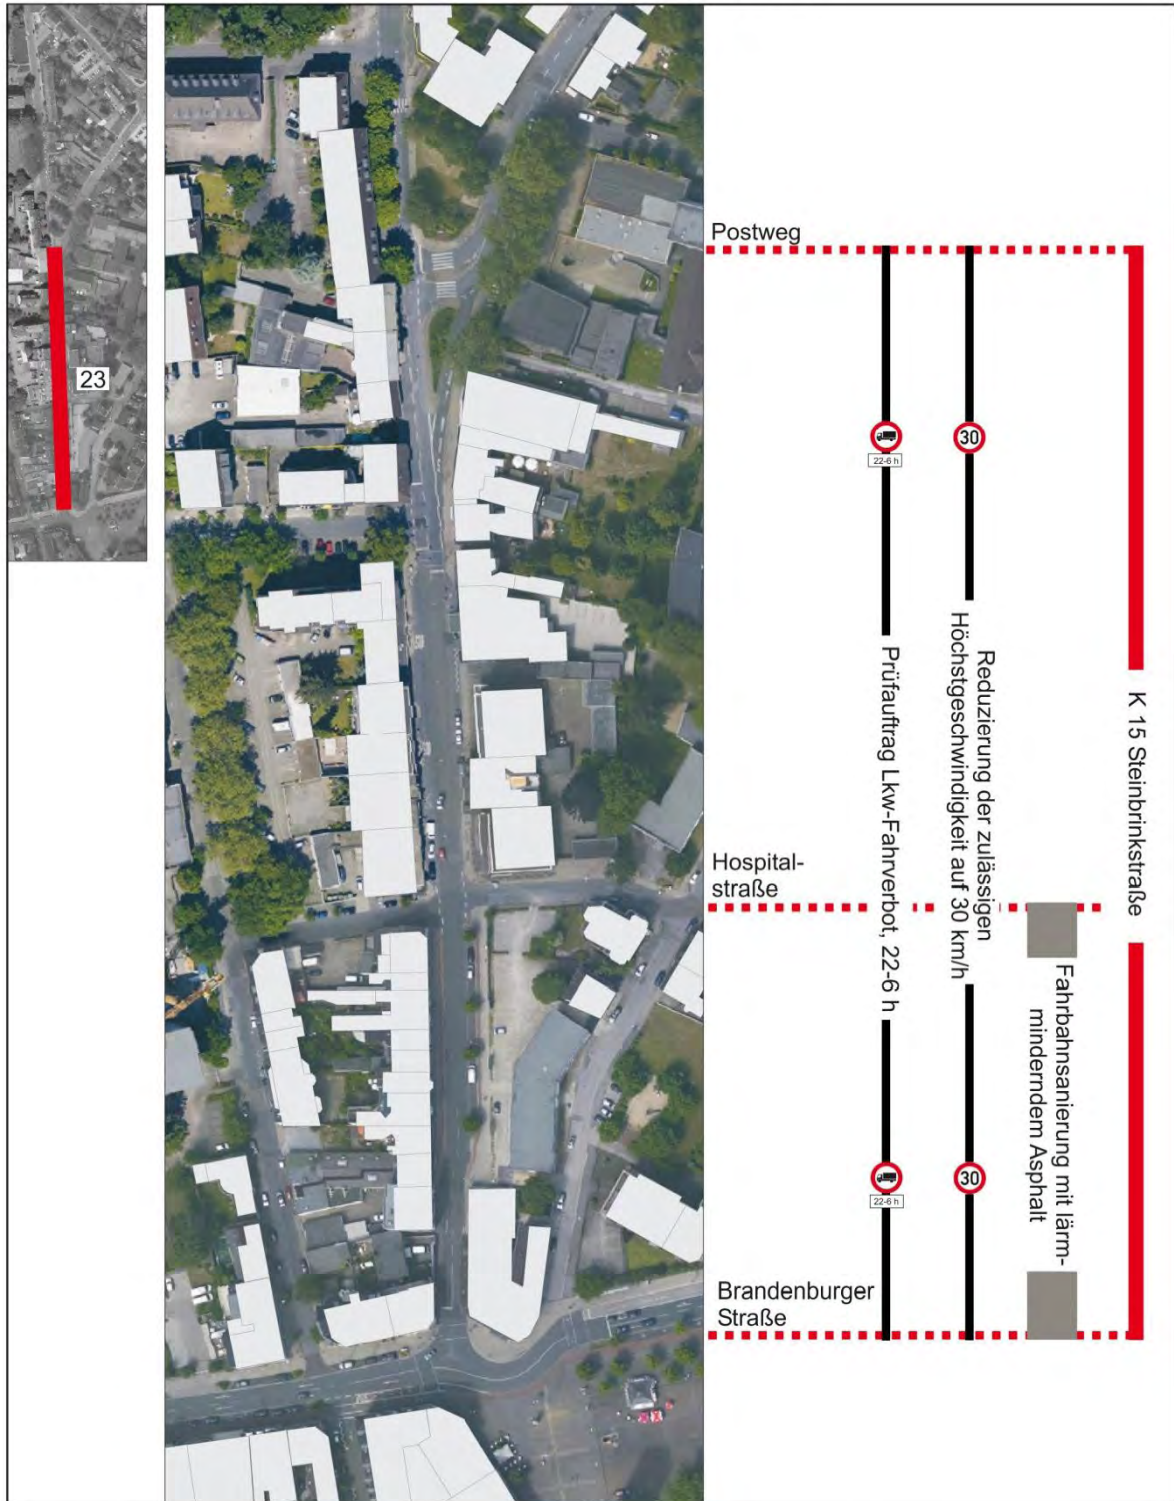 23
Postweg
22-6 h
30
Prüfauftrag Lkw-Fahrverbot, 22-6 h
Reduzierung der zulässigen
Höchstgeschwindigkeit auf 30 km/h
K 15 Steinbrinkstraße
Hospital-
straße
Fahrbahnsanierung mit lärm-
minderndem Asphalt
22-6 h
30
Brandenburger
Straße